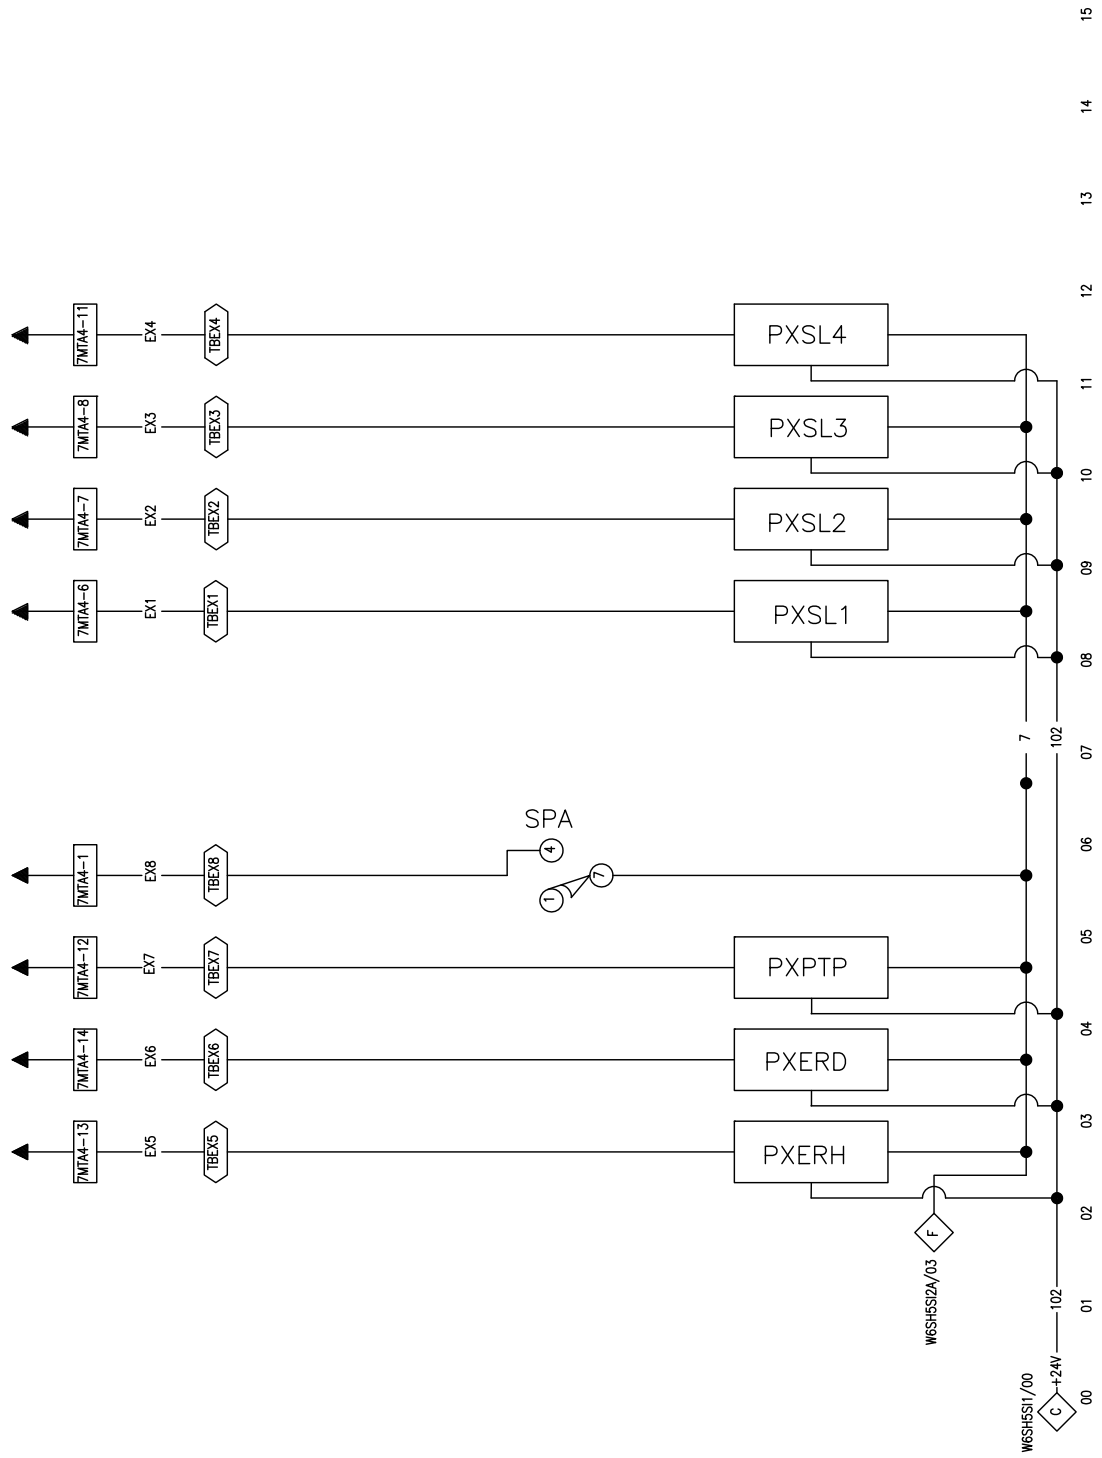 15
14
13
12
11
10
09
08
07
06
05
04
03
02
01
00
7MTA4-11
EX4
TBEX4
PXSL4
7MTA4-8
EX3
TBEX3
PXSL3
7MTA4-7
EX2
TBEX2
PXSL2
7MTA4-6
EX1
TBEX1
PXSL1
7
102
7MTA4-1
EX8
TBEX8
SPA
4
1
7
7MTA4-12
EX7
TBEX7
PXPTP
7MTA4-14
EX6
TBEX6
PXERD
7MTA4-13
EX5
TBEX5
PXERH
F
W6SH5SI2A/03
102
+24V
C
W6SH5SI1/00